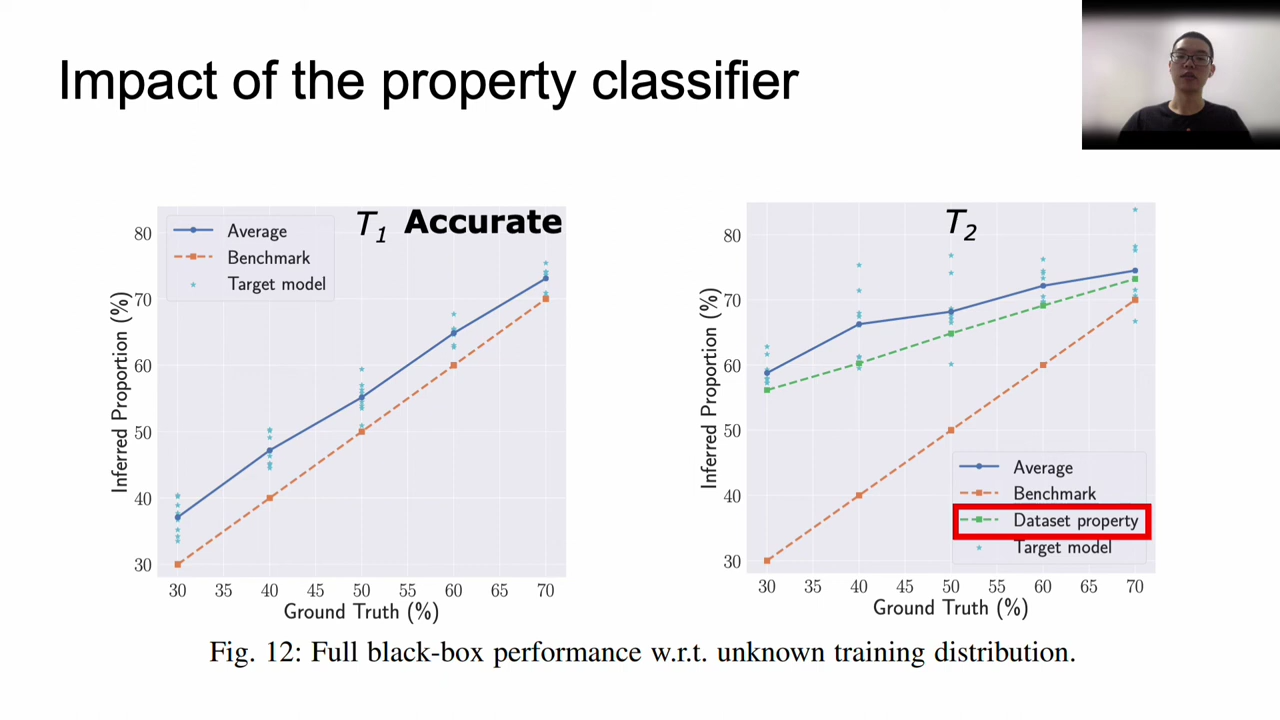 Impact of the property classifier
T1 Accurate
Average
Benchmark
Target model
80
70
60
50
40
30
Inferred Proportion (%)
30 35 40 45 50 55 60 65 70
Ground Truth (%)
T2
80
70
60
50
40
30
Inferred Proportion (%)
Average
Benchmark
Dataset property
Target model
30 35 40 45 50 55 60 65 70
Ground Truth (%)
Fig. 12: Full black-box performance w.r.t. unknown training distribution.